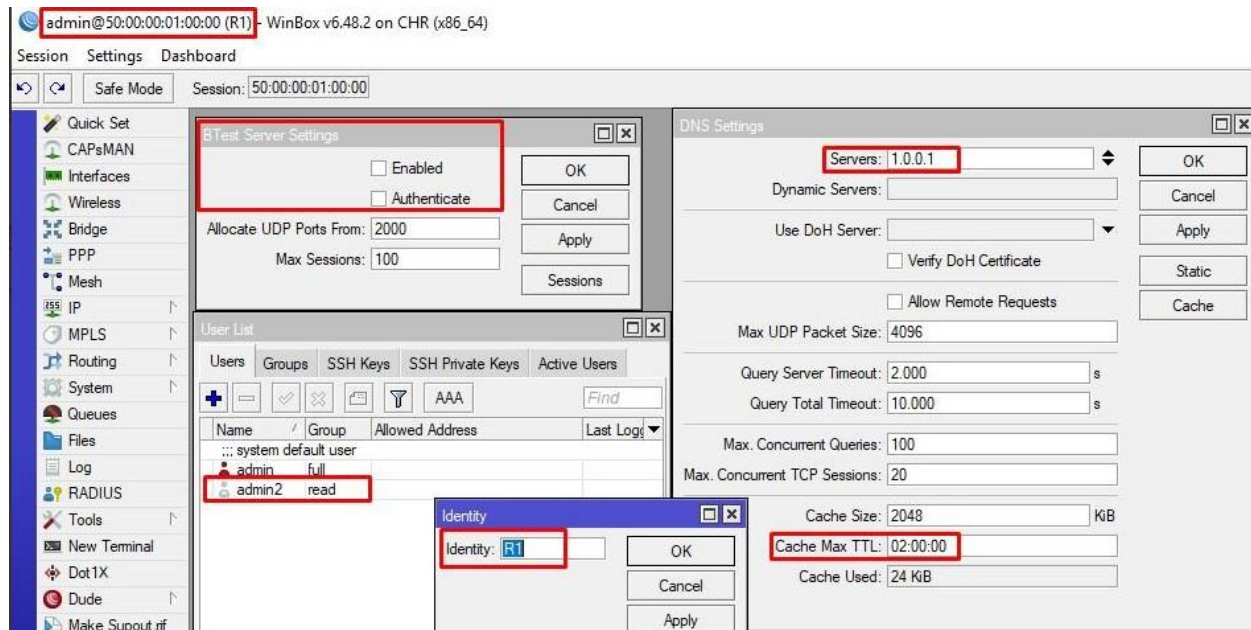 admin@50:00:00:01:00:00 (R1) - WinBox v6.48.2 on CHR (x86_64)
Session Settings Dashboard
Safe Mode Session: 50:00:00:01:00:00
Quick Set
CAPsMAN
Interfaces
Wireless
Bridge
PPP
Mesh
IP
MPLS
Routing
System
Queues
Files
Log
RADIUS
Tools
New Terminal
Dot1X
Dude
Make Supout.rif
BTest Server Settings
Enabled
OK
Authenticate
Cancel
Allocate UDP Ports From: 2000
Apply
Max Sessions: 100
Sessions
User List
Users Groups SSH Keys SSH Private Keys Active Users
AAA Find
Name / Group Allowed Address Last Logg
;;; system default user
admin full
admin2 read
Identity
Identity: R1
OK
Cancel
Apply
DNS Settings
Servers: 1.0.0.1
OK
Dynamic Servers:
Cancel
Use DoH Server:
Apply
Verify DoH Certificate
Static
Allow Remote Requests
Cache
Max UDP Packet Size: 4096
Query Server Timeout: 2.000 s
Query Total Timeout: 10.000 s
Max. Concurrent Queries: 100
Max. Concurrent TCP Sessions: 20
Cache Size: 2048 KiB
Cache Max TTL: 02:00:00
Cache Used: 24 KiB